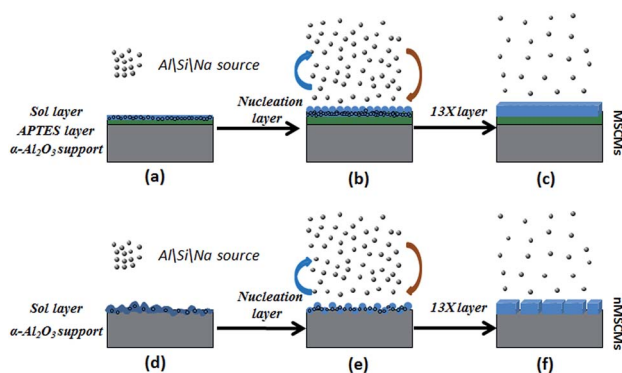 Al\Si\Na source
Sol layer
APTES layer
α-Al2O3 support
Nucleation
layer
13X layer
MSCMs
(a)
(b)
(c)
Al\Si\Na source
Sol layer
α-Al2O3 support
Nucleation
layer
13X layer
nMSCMs
(d)
(e)
(f)